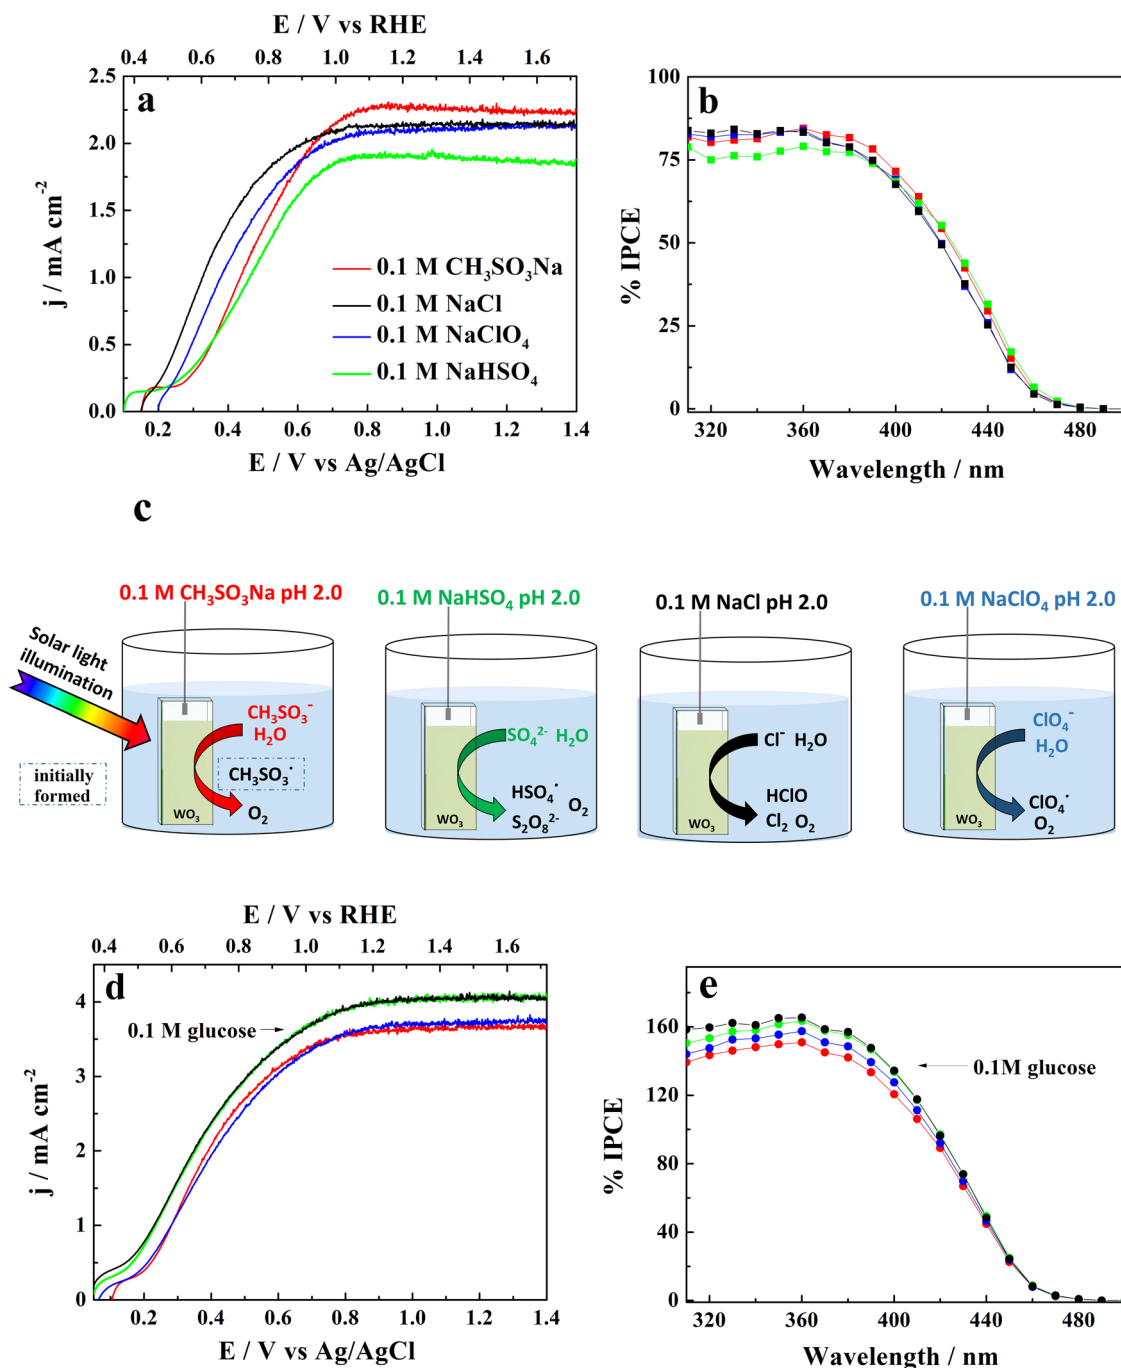 E / V vs RHE
0.4 0.6 0.8 1.0 1.2 1.4 1.6
a
2.5
2.0
1.5
1.0
0.5
0.0
j / mA cm⁻²
0.1 M CH₃SO₃Na
0.1 M NaCl
0.1 M NaClO₄
0.1 M NaHSO₄
0.2 0.4 0.6 0.8 1.0 1.2 1.4
E / V vs Ag/AgCl
b
100
75
50
25
0
% IPCE
320 360 400 440 480
Wavelength / nm
c
0.1 M CH₃SO₃Na pH 2.0
0.1 M NaHSO₄ pH 2.0
0.1 M NaCl pH 2.0
0.1 M NaClO₄ pH 2.0
Solar light
illumination
initially
formed
CH₃SO₃⁻
H₂O
CH₃SO₃˙
O₂
WO₃
SO₄²⁻ H₂O
HSO₄˙
O₂
S₂O₈²⁻
WO₃
Cl⁻ H₂O
HClO
Cl₂ O₂
WO₃
ClO₄⁻
H₂O
ClO₄˙
O₂
WO₃
E / V vs RHE
0.4 0.6 0.8 1.0 1.2 1.4 1.6
d
4
3
2
1
0
j / mA cm⁻²
0.1 M glucose
0.2 0.4 0.6 0.8 1.0 1.2 1.4
E / V vs Ag/AgCl
e
160
120
80
40
0
% IPCE
0.1M glucose
320 360 400 440 480
Wavelength / nm